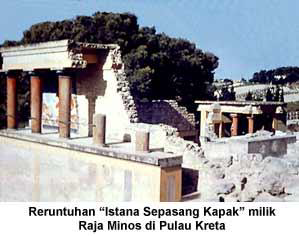 Reruntuhan “Istana Sepasang Kapak” milik
Raja Minos di Pulau Kreta